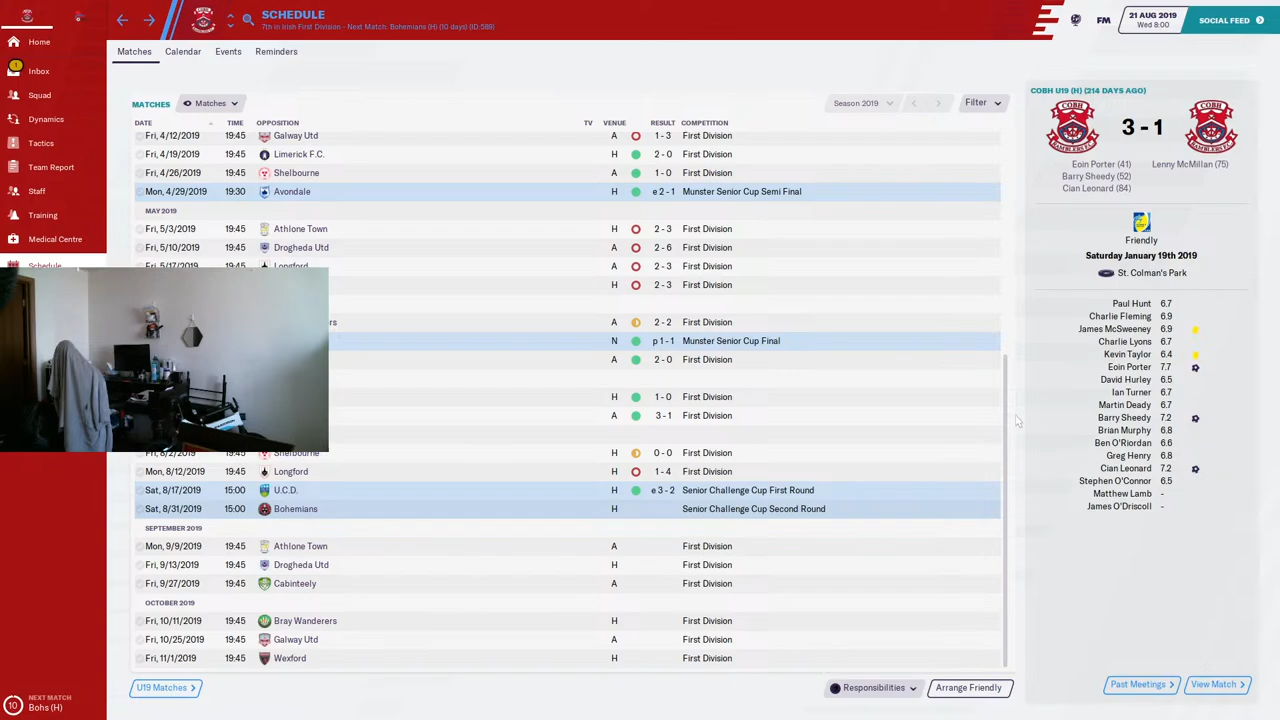 SCHEDULE
7th in Irish First Division - Next Match: Bohemians (H) (10 days) (ID:589)
FM
21 AUG 2019
Wed 8:00
SOCIAL FEED
Home
1
Inbox
Squad
Dynamics
Tactics
Team Report
Staff
Training
Medical Centre
Schedule
10
NEXT MATCH
Bohs (H)
Matches Calendar Events Reminders
MATCHES Matches Season 2019 Filter
DATE TIME OPPOSITION TV VENUE RESULT COMPETITION
Fri, 4/12/2019 19:45 Galway Utd A 1 - 3 First Division
Fri, 4/19/2019 19:45 Limerick F.C. H 2 - 0 First Division
Fri, 4/26/2019 19:45 Shelbourne A 1 - 0 First Division
Mon, 4/29/2019 19:30 Avondale H e 2 - 1 Munster Senior Cup Semi Final
MAY 2019
Fri, 5/3/2019 19:45 Athlone Town H 2 - 3 First Division
Fri, 5/10/2019 19:45 Drogheda Utd A 2 - 6 First Division
Fri, 5/17/2019 19:45 Longford A 2 - 3 First Division
H 2 - 3 First Division
rs A 2 - 2 First Division
N p 1 - 1 Munster Senior Cup Final
A 2 - 0 First Division
H 1 - 0 First Division
A 3 - 1 First Division
Fri, 8/2/2019 19:45 Shelbourne H 0 - 0 First Division
Mon, 8/12/2019 19:45 Longford H 1 - 4 First Division
Sat, 8/17/2019 15:00 U.C.D. H e 3 - 2 Senior Challenge Cup First Round
Sat, 8/31/2019 15:00 Bohemians H Senior Challenge Cup Second Round
SEPTEMBER 2019
Mon, 9/9/2019 19:45 Athlone Town A First Division
Fri, 9/13/2019 19:45 Drogheda Utd H First Division
Fri, 9/27/2019 19:45 Cabinteely A First Division
OCTOBER 2019
Fri, 10/11/2019 19:45 Bray Wanderers H First Division
Fri, 10/25/2019 19:45 Galway Utd A First Division
Fri, 11/1/2019 19:45 Wexford H First Division
U19 Matches Responsibilities Arrange Friendly
COBH U19 (H) (214 DAYS AGO)
3 - 1
Eoin Porter (41) Lenny McMillan (75)
Barry Sheedy (52)
Cian Leonard (84)
Friendly
Saturday January 19th 2019
St. Colman's Park
Paul Hunt 6.7
Charlie Fleming 6.9
James McSweeney 6.9
Charlie Lyons 6.7
Kevin Taylor 6.4
Eoin Porter 7.7
David Hurley 6.5
Ian Turner 6.7
Martin Deady 6.7
Barry Sheedy 7.2
Brian Murphy 6.8
Ben O'Riordan 6.6
Greg Henry 6.8
Cian Leonard 7.2
Stephen O'Connor 6.5
Matthew Lamb -
James O'Driscoll -
Past Meetings View Match